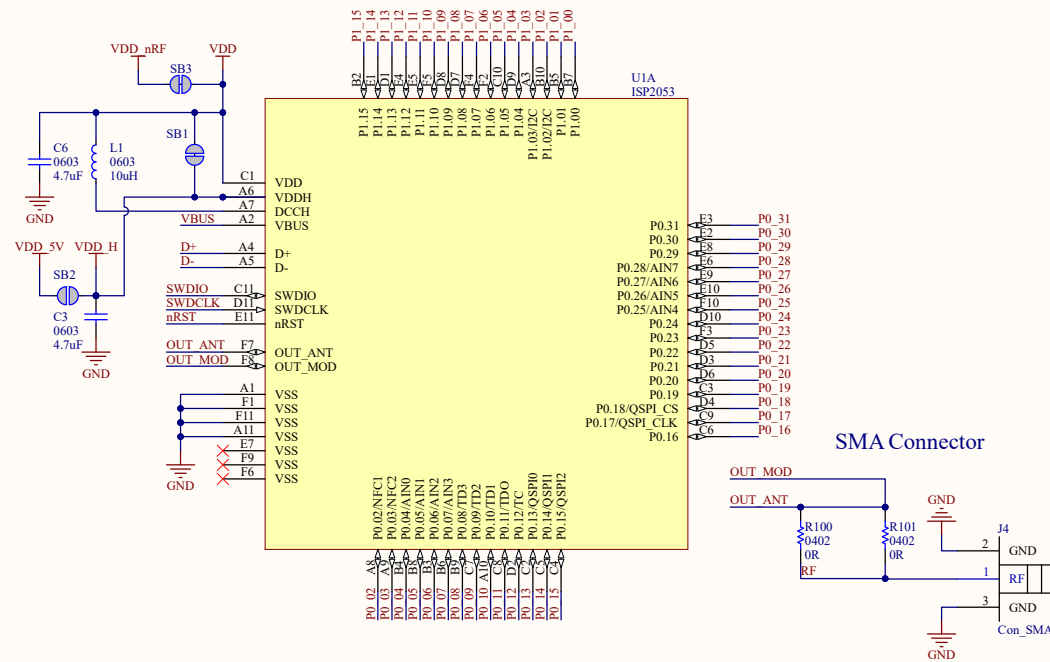 P1_15
P1_14
P1_13
P1_12
P1_11
P1_10
P1_09
P1_08
P1_07
P1_06
P1_05
P1_04
P1_03
P1_02
P1_01
P1_00
B2
E1
D1
E4
E5
F5
D8
D7
F4
F2
C10
D9
A3
B10
B5
B7
P1.15
P1.14
P1.13
P1.12
P1.11
P1.10
P1.09
P1.08
P1.07
P1.06
P1.05
P1.04
P1.03/I2C
P1.02/I2C
P1.01
P1.00
U1A
ISP2053
VDD_nRF
VDD
SB3
SB1
C6
0603
4.7uF
GND
L1
0603
10uH
VDD_5V
VDD_H
SB2
C3
0603
4.7uF
GND
C1 VDD
A6 VDDH
A7 DCCH
VBUS A2 VBUS
D+ A4 D+
D- A5 D-
SWDIO C11 SWDIO
SWDCLK D11 SWDCLK
nRST E11 nRST
OUT_ANT F7 OUT_ANT
OUT_MOD F8 OUT_MOD
A1 VSS
F1 VSS
F11 VSS
A11 VSS
E7 VSS
F9 VSS
F6 VSS
GND
P0.31 E3 P0_31
P0.30 E2 P0_30
P0.29 E8 P0_29
P0.28/AIN7 E6 P0_28
P0.27/AIN6 E9 P0_27
P0.26/AIN5 E10 P0_26
P0.25/AIN4 F10 P0_25
P0.24 D10 P0_24
P0.23 F3 P0_23
P0.22 D5 P0_22
P0.21 D3 P0_21
P0.20 D6 P0_20
P0.19 C3 P0_19
P0.18/QSPI_CS D4 P0_18
P0.17/QSPI_CLK C9 P0_17
P0.16 C6 P0_16
P0.02/NFC1
P0.03/NFC2
P0.04/AIN0
P0.05/AIN1
P0.06/AIN2
P0.07/AIN3
P0.08/TD3
P0.09/TD2
P0.10/TD1
P0.11/TDO
P0.12/TC
P0.13/QSPI0
P0.14/QSPI1
P0.15/QSPI2
A8
A9
B4
B8
B3
B6
B9
C7
A10
C8
C5
C4
P0_02
P0_03
P0_04
P0_05
P0_06
P0_07
P0_08
P0_09
P0_10
P0_11
P0_12
P0_13
P0_14
P0_15
SMA Connector
OUT_MOD
OUT_ANT
R100
0402
0R
R101
0402
0R
RF
GND
J4
2 GND
1 RF
3 GND
Con_SMA
GND